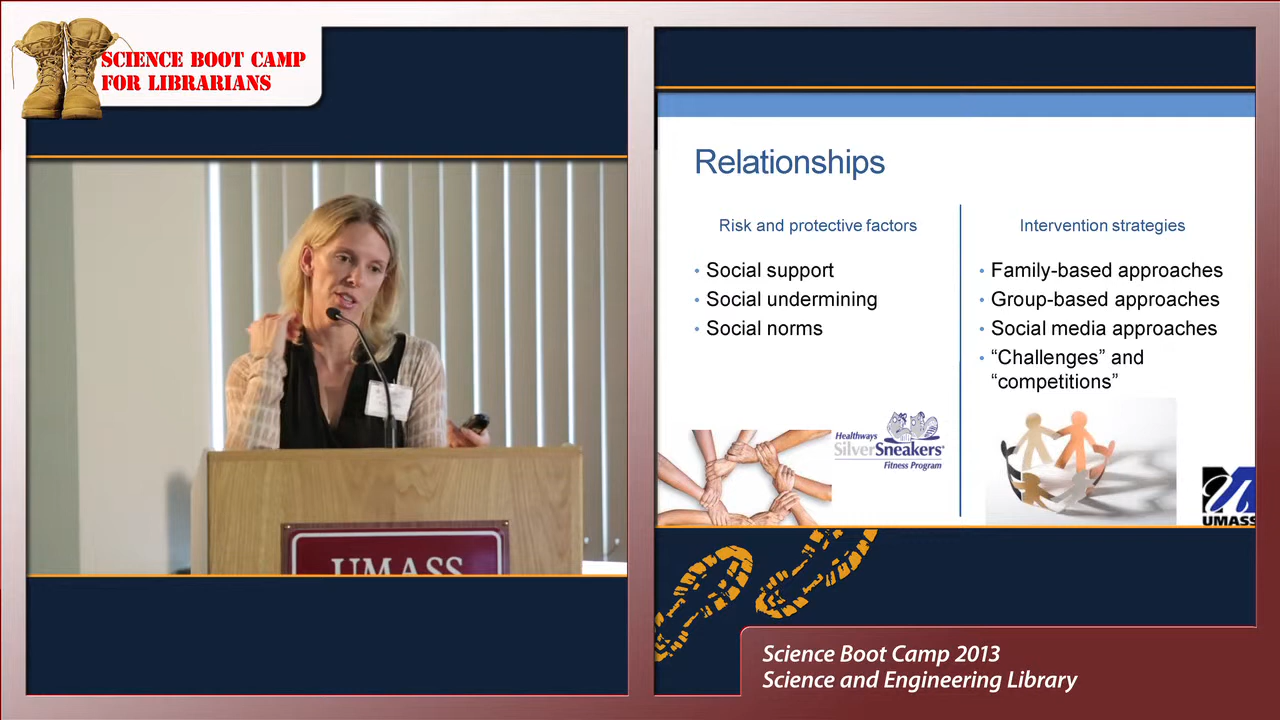 SCIENCE BOOT CAMP
FOR LIBRARIANS
UMASS
Relationships
Risk and protective factors
• Social support
• Social undermining
• Social norms
Healthways
SilverSneakers
Fitness Program
Intervention strategies
• Family-based approaches
• Group-based approaches
• Social media approaches
• “Challenges” and
“competitions”
UMASS
Science Boot Camp 2013
Science and Engineering Library